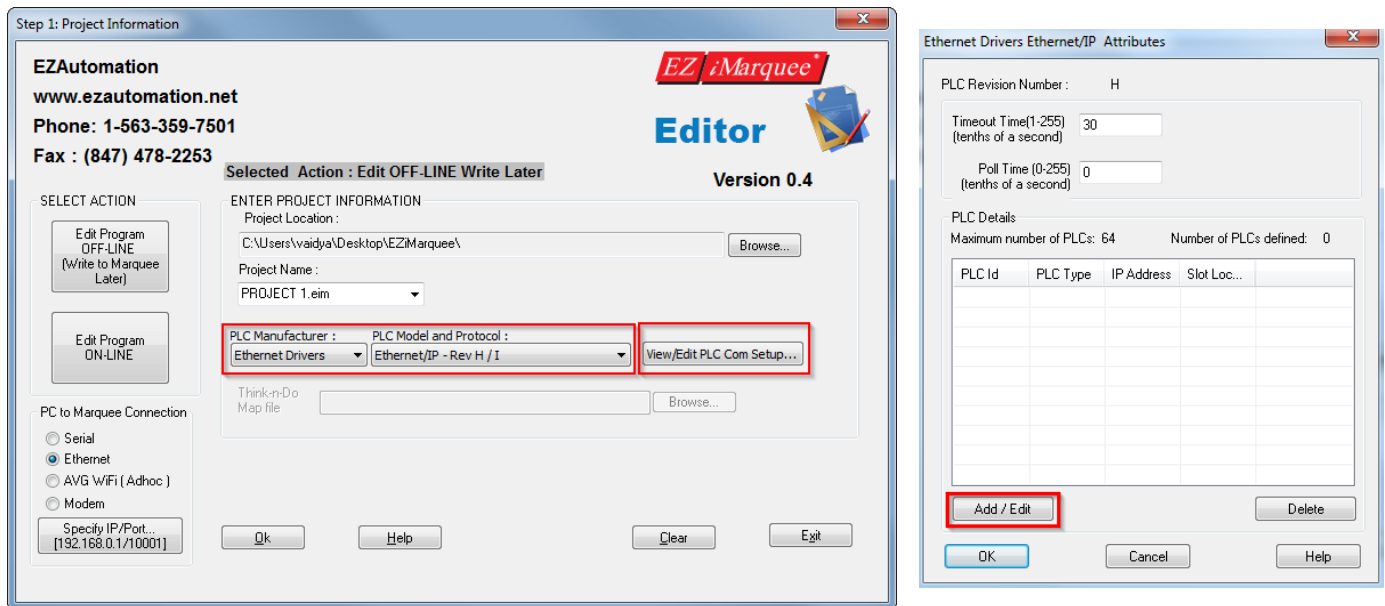 Step 1: Project Information
EZAutomation
www.ezautomation.net
Phone: 1-563-359-7501
Fax : (847) 478-2253
EZ iMarquee
Editor
Version 0.4
Selected Action : Edit OFF-LINE Write Later
SELECT ACTION
Edit Program
OFF-LINE
(Write to Marquee
Later)
Edit Program
ON-LINE
PC to Marquee Connection
Serial
Ethernet
AVG WiFi ( Adhoc )
Modem
Specify IP/Port...
[192.168.0.1/10001]
ENTER PROJECT INFORMATION
Project Location :
C:\Users\vaidya\Desktop\EZiMarquee\
Browse...
Project Name :
PROJECT 1.eim
PLC Manufacturer : PLC Model and Protocol :
Ethernet Drivers Ethernet/IP - Rev H / I View/Edit PLC Com Setup...
Think-n-Do
Map file
Browse...
Ok Help Clear Exit
Ethernet Drivers Ethernet/IP Attributes
PLC Revision Number : H
Timeout Time(1-255) 30
(tenths of a second)
Poll Time (0-255) 0
(tenths of a second)
PLC Details
Maximum number of PLCs: 64 Number of PLCs defined: 0
PLC Id PLC Type IP Address Slot Loc...
Add / Edit Delete
OK Cancel Help